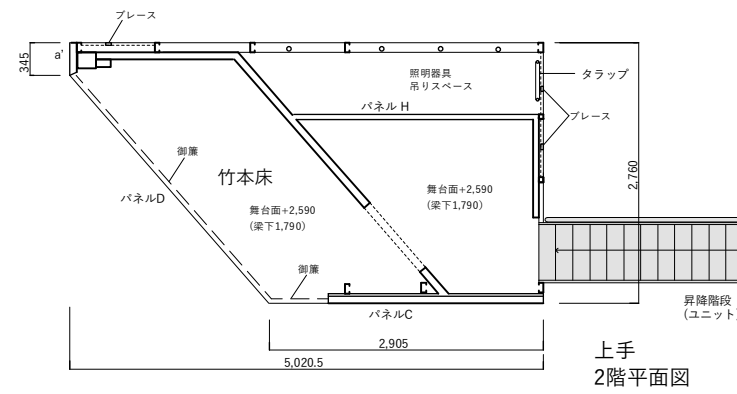 ブレース
345
a'
照明器具
吊りスペース
タラップ
パネル H
ブレース
御簾
竹本床
パネルD
舞台面+2,590
(梁下1,790)
舞台面+2,590
(梁下1,790)
2,760
御簾
パネルC
昇降階段
(ユニット)
2,905
5,020.5
上手
2階平面図